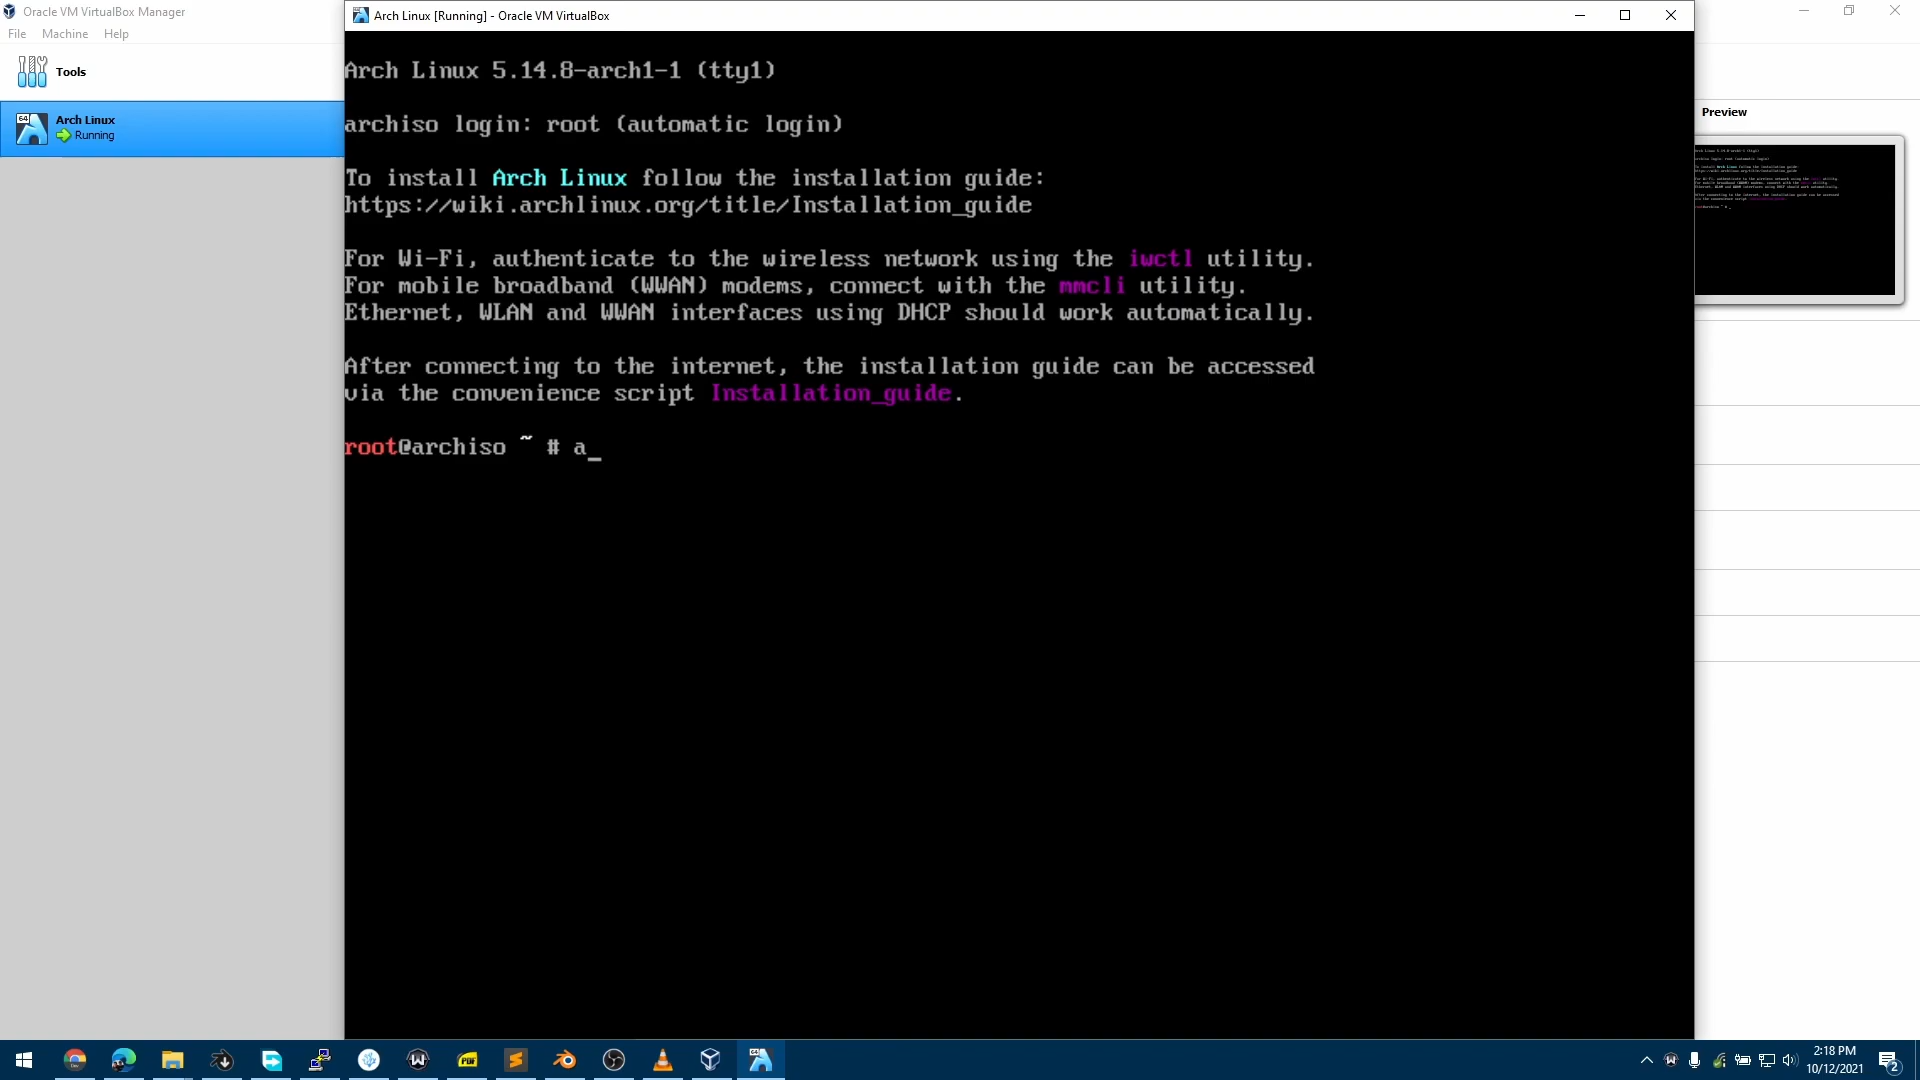 Oracle VM VirtualBox Manager
File Machine Help
Tools
64
Arch Linux
Running
Arch Linux [Running] - Oracle VM VirtualBox
Arch Linux 5.14.8-arch1-1 (tty1)
archiso login: root (automatic login)
To install Arch Linux follow the installation guide:
https://wiki.archlinux.org/title/Installation_guide
For Wi-Fi, authenticate to the wireless network using the iwctl utility.
For mobile broadband (WWAN) modems, connect with the mmcli utility.
Ethernet, WLAN and WWAN interfaces using DHCP should work automatically.
After connecting to the internet, the installation guide can be accessed
via the convenience script Installation_guide.
root@archiso ~ # a_
Preview
PDF
2:18 PM
10/12/2021
2